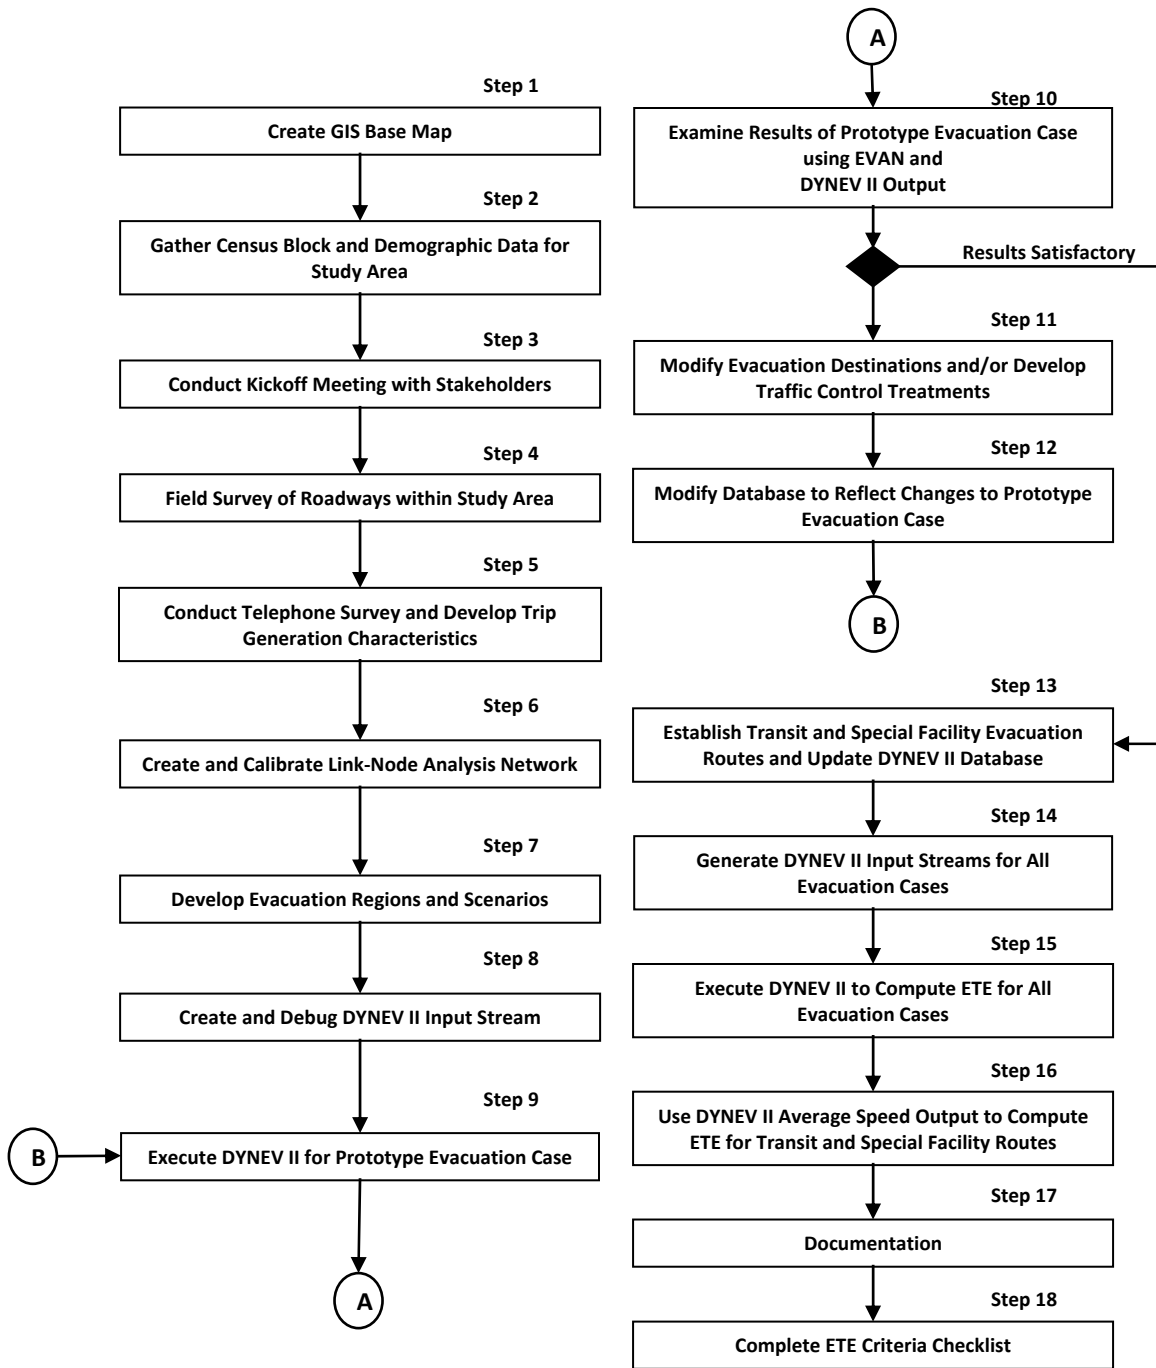 Step 1
Create GIS Base Map
Step 2
Gather Census Block and Demographic Data for
Study Area
Step 3
Conduct Kickoff Meeting with Stakeholders
Step 4
Field Survey of Roadways within Study Area
Step 5
Conduct Telephone Survey and Develop Trip
Generation Characteristics
Step 6
Create and Calibrate Link-Node Analysis Network
Step 7
Develop Evacuation Regions and Scenarios
Step 8
Create and Debug DYNEV II Input Stream
Step 9
B
Execute DYNEV II for Prototype Evacuation Case
A
A
Step 10
Examine Results of Prototype Evacuation Case
using EVAN and
DYNEV II Output
Results Satisfactory
Step 11
Modify Evacuation Destinations and/or Develop
Traffic Control Treatments
Step 12
Modify Database to Reflect Changes to Prototype
Evacuation Case
B
Step 13
Establish Transit and Special Facility Evacuation
Routes and Update DYNEV II Database
Step 14
Generate DYNEV II Input Streams for All
Evacuation Cases
Step 15
Execute DYNEV II to Compute ETE for All
Evacuation Cases
Step 16
Use DYNEV II Average Speed Output to Compute
ETE for Transit and Special Facility Routes
Step 17
Documentation
Step 18
Complete ETE Criteria Checklist